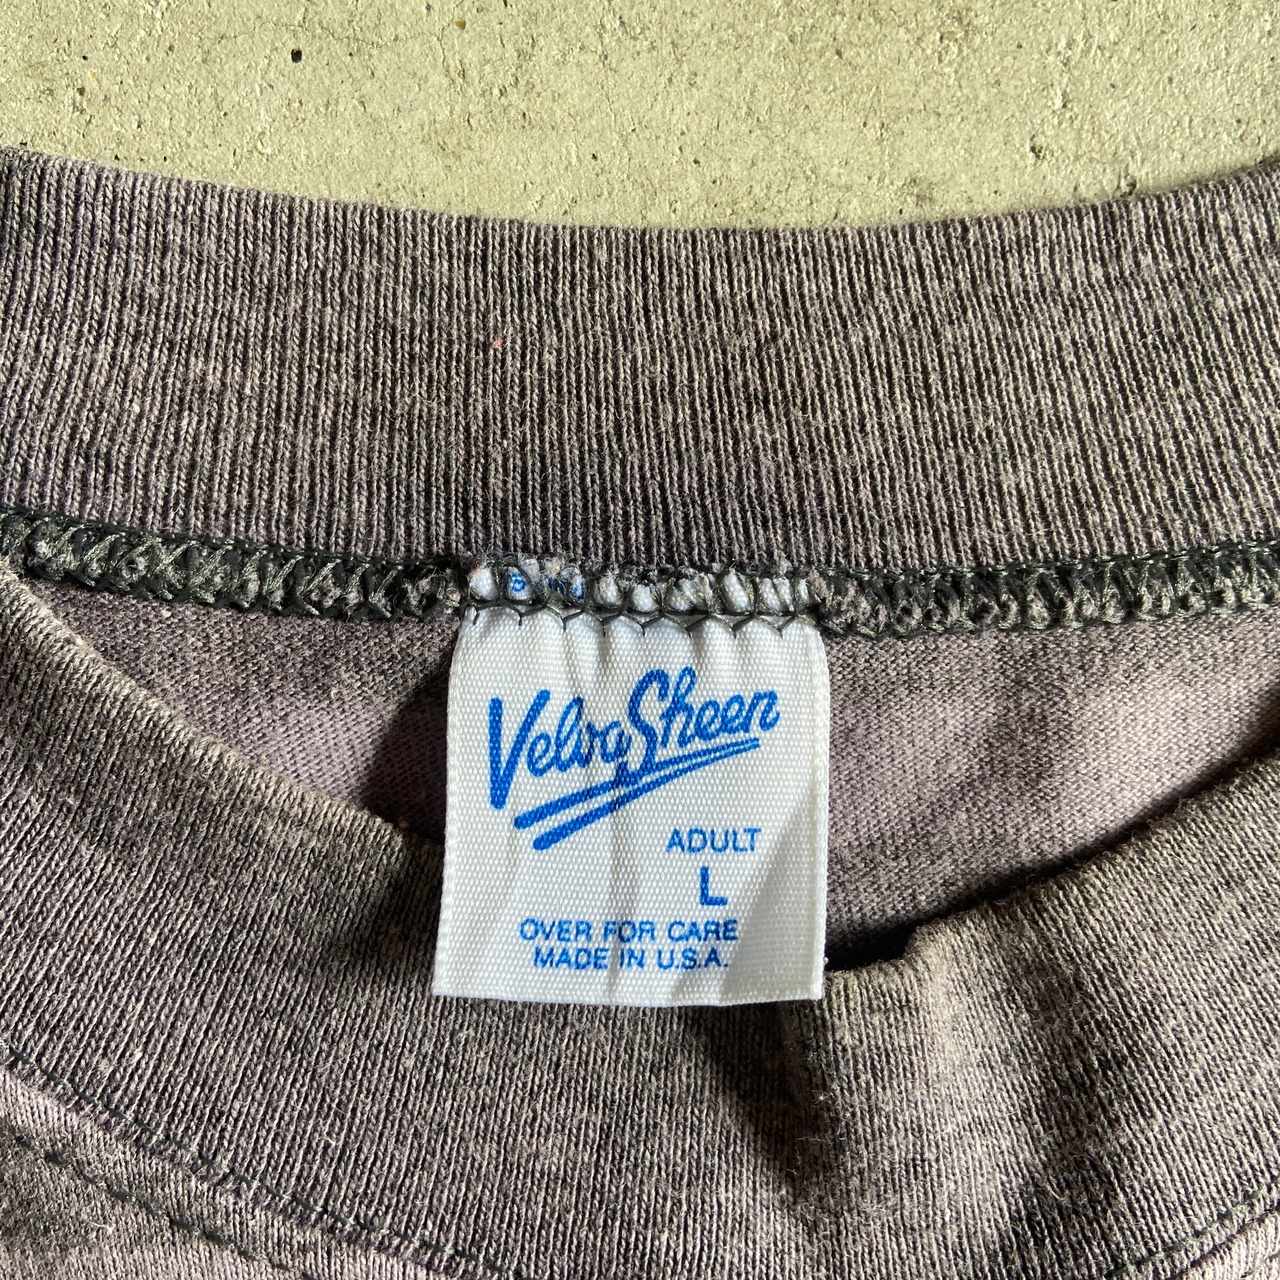 VelvaSheen
ADULT
L
OVER FOR CARE
MADE IN U.S.A.